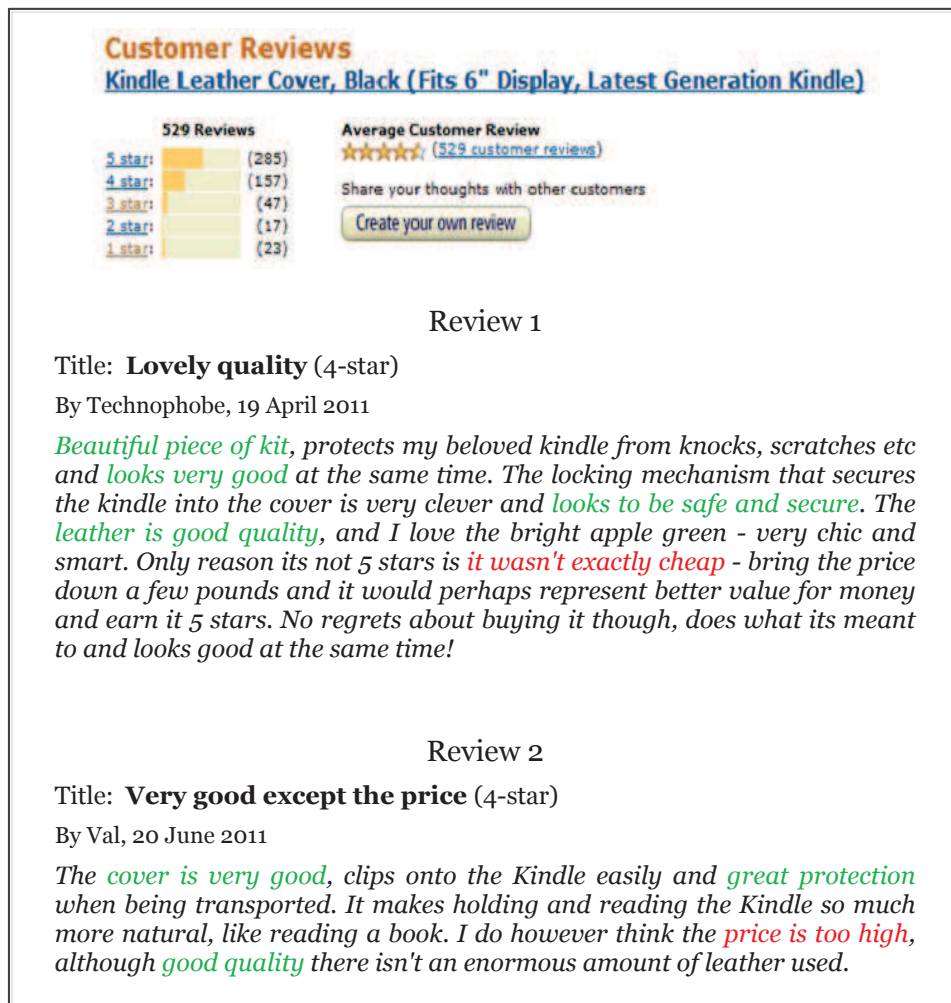 Customer Reviews
Kindle Leather Cover, Black (Fits 6" Display, Latest Generation Kindle)
529 Reviews
5 star: (285)
4 star: (157)
3 star: (47)
2 star: (17)
1 star: (23)
Average Customer Review
(529 customer reviews)
Share your thoughts with other customers
Create your own review
Review 1
Title: Lovely quality (4-star)
By Technophobe, 19 April 2011
Beautiful piece of kit, protects my beloved kindle from knocks, scratches etc
and looks very good at the same time. The locking mechanism that secures
the kindle into the cover is very clever and looks to be safe and secure. The
leather is good quality, and I love the bright apple green - very chic and
smart. Only reason its not 5 stars is it wasn't exactly cheap - bring the price
down a few pounds and it would perhaps represent better value for money
and earn it 5 stars. No regrets about buying it though, does what its meant
to and looks good at the same time!
Review 2
Title: Very good except the price (4-star)
By Val, 20 June 2011
The cover is very good, clips onto the Kindle easily and great protection
when being transported. It makes holding and reading the Kindle so much
more natural, like reading a book. I do however think the price is too high,
although good quality there isn't an enormous amount of leather used.